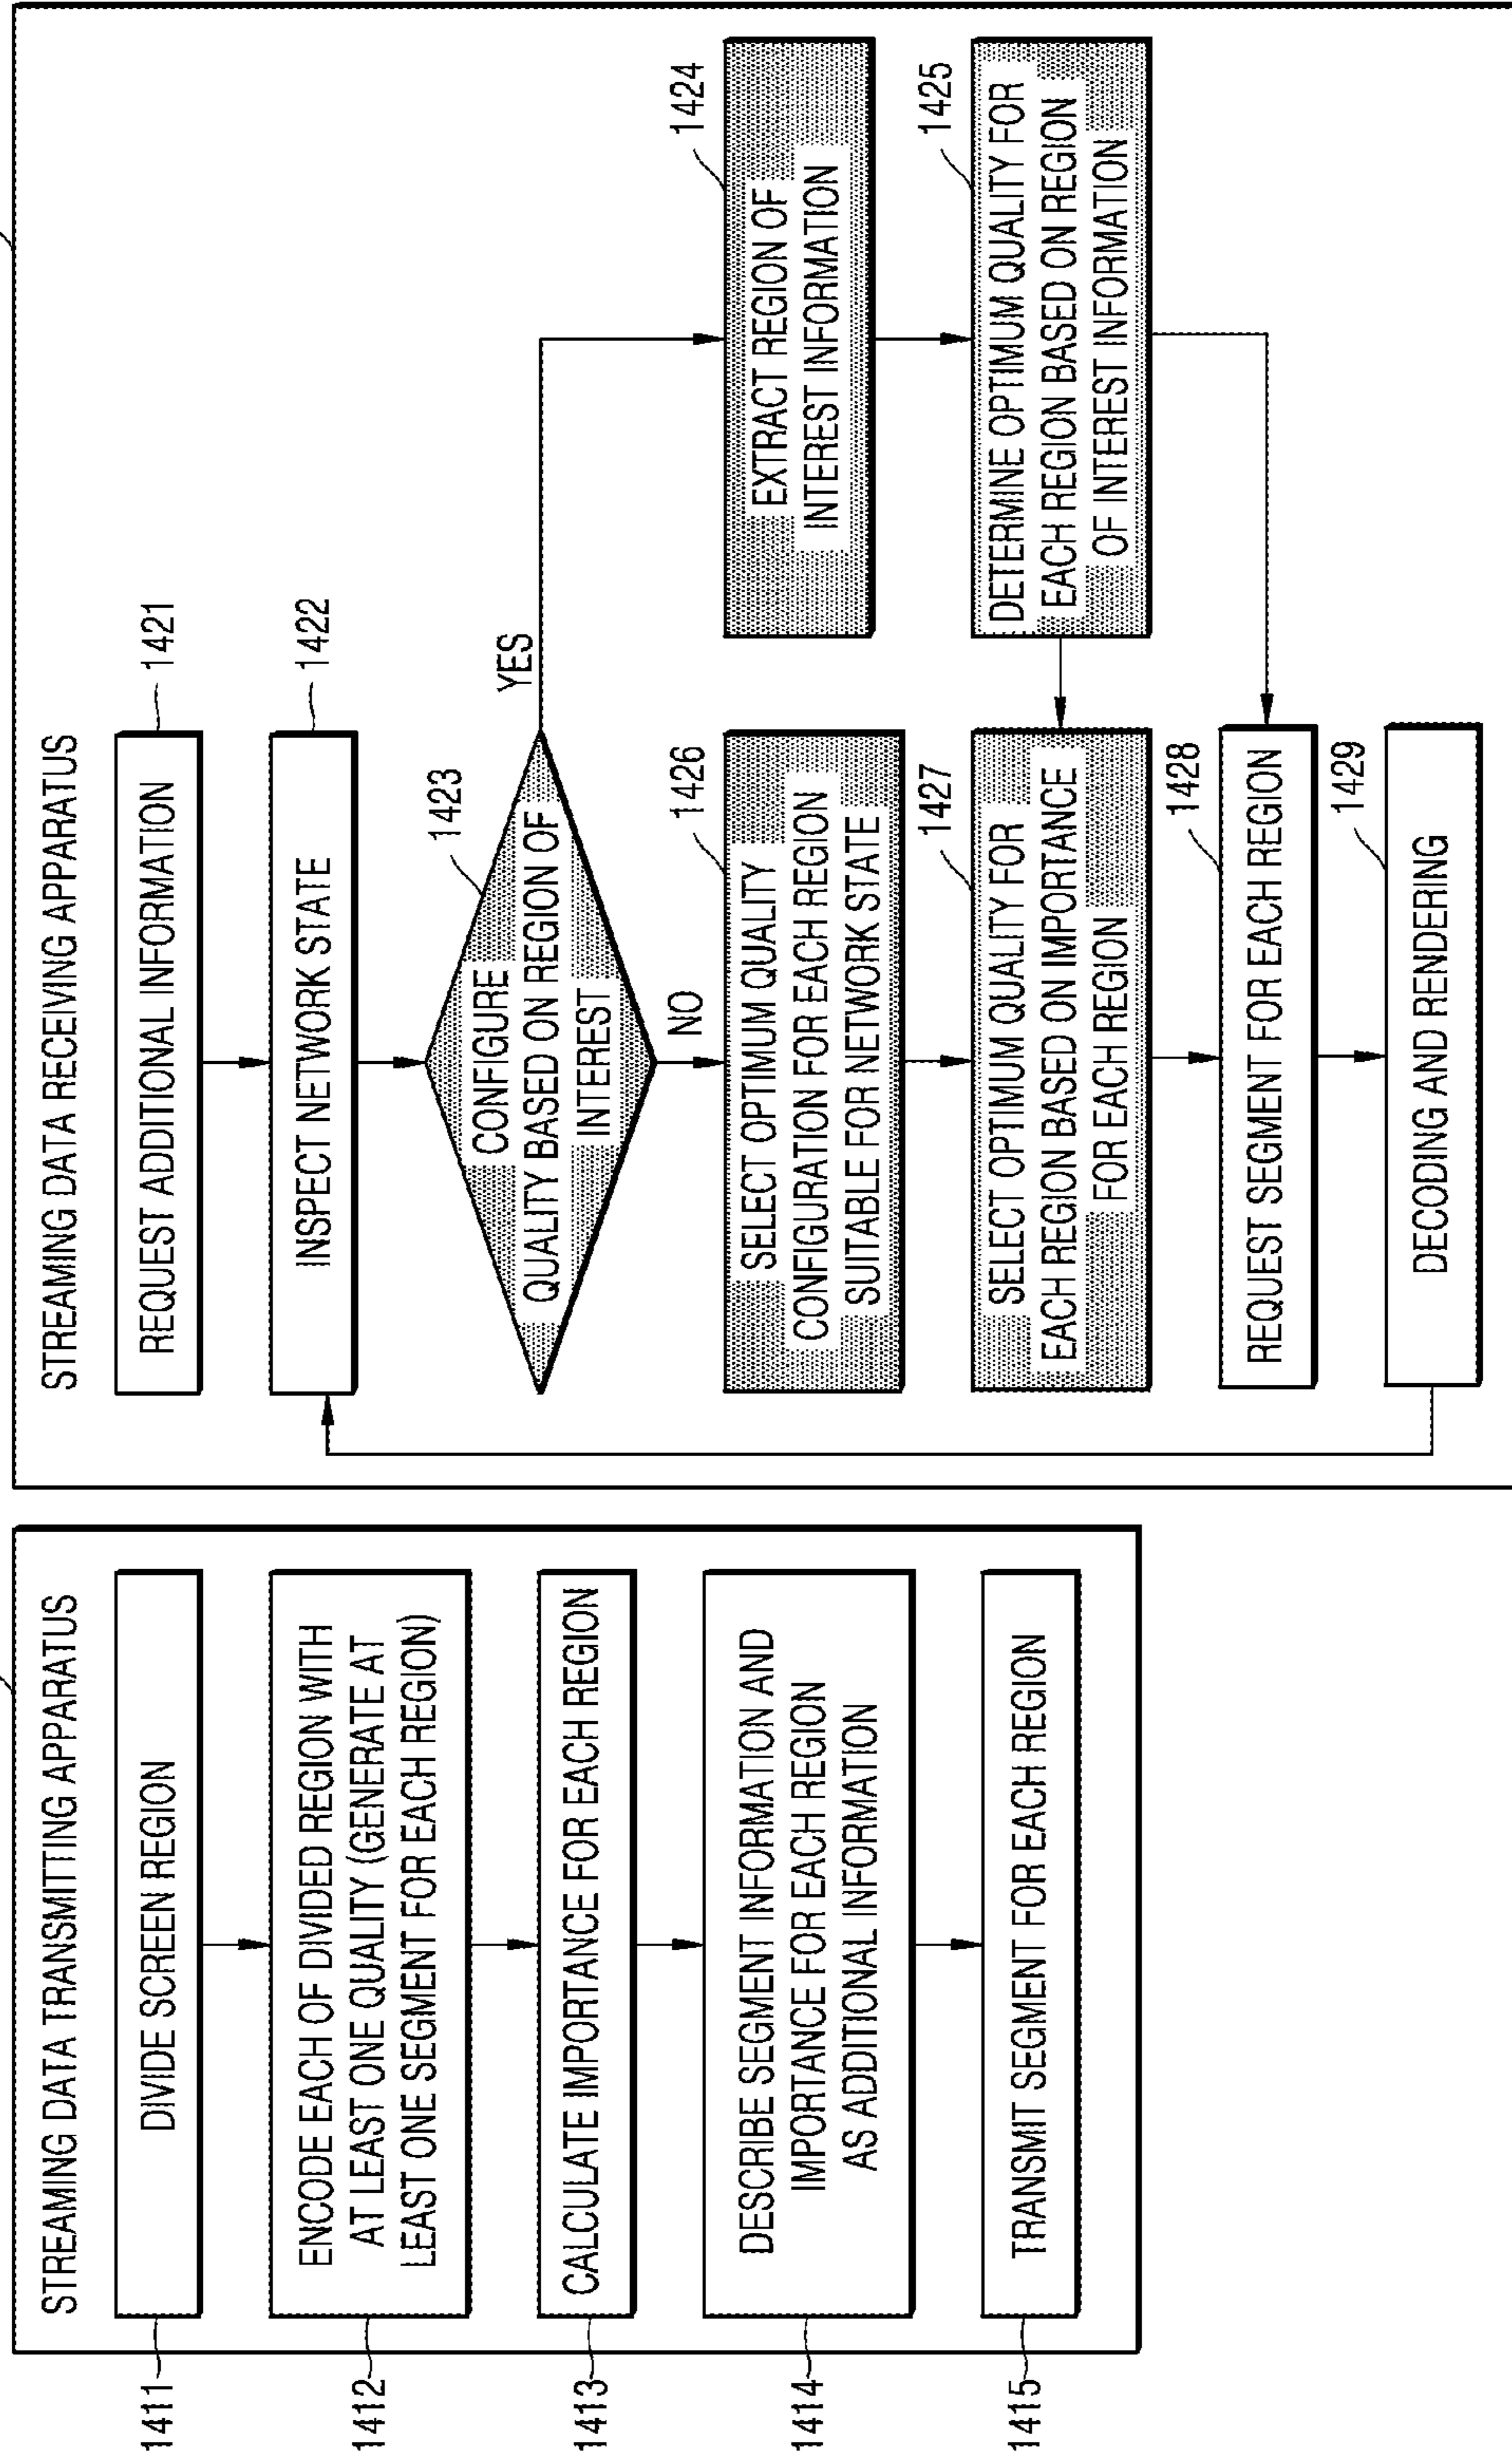 STREAMING DATA TRANSMITTING APPARATUS
1411
DIVIDE SCREEN REGION
1412
ENCODE EACH OF DIVIDED REGION WITH
AT LEAST ONE QUALITY (GENERATE AT
LEAST ONE SEGMENT FOR EACH REGION)
1413
CALCULATE IMPORTANCE FOR EACH REGION
1414
DESCRIBE SEGMENT INFORMATION AND
IMPORTANCE FOR EACH REGION
AS ADDITIONAL INFORMATION
1415
TRANSMIT SEGMENT FOR EACH REGION
STREAMING DATA RECEIVING APPARATUS
REQUEST ADDITIONAL INFORMATION
1421
INSPECT NETWORK STATE
1422
1423
CONFIGURE
QUALITY BASED ON REGION OF
INTEREST
YES
NO
1424
EXTRACT REGION OF
INTEREST INFORMATION
1425
DETERMINE OPTIMUM QUALITY FOR
EACH REGION BASED ON REGION
OF INTEREST INFORMATION
1426
SELECT OPTIMUM QUALITY
CONFIGURATION FOR EACH REGION
SUITABLE FOR NETWORK STATE
1427
SELECT OPTIMUM QUALITY FOR
EACH REGION BASED ON IMPORTANCE
FOR EACH REGION
1428
REQUEST SEGMENT FOR EACH REGION
1429
DECODING AND RENDERING